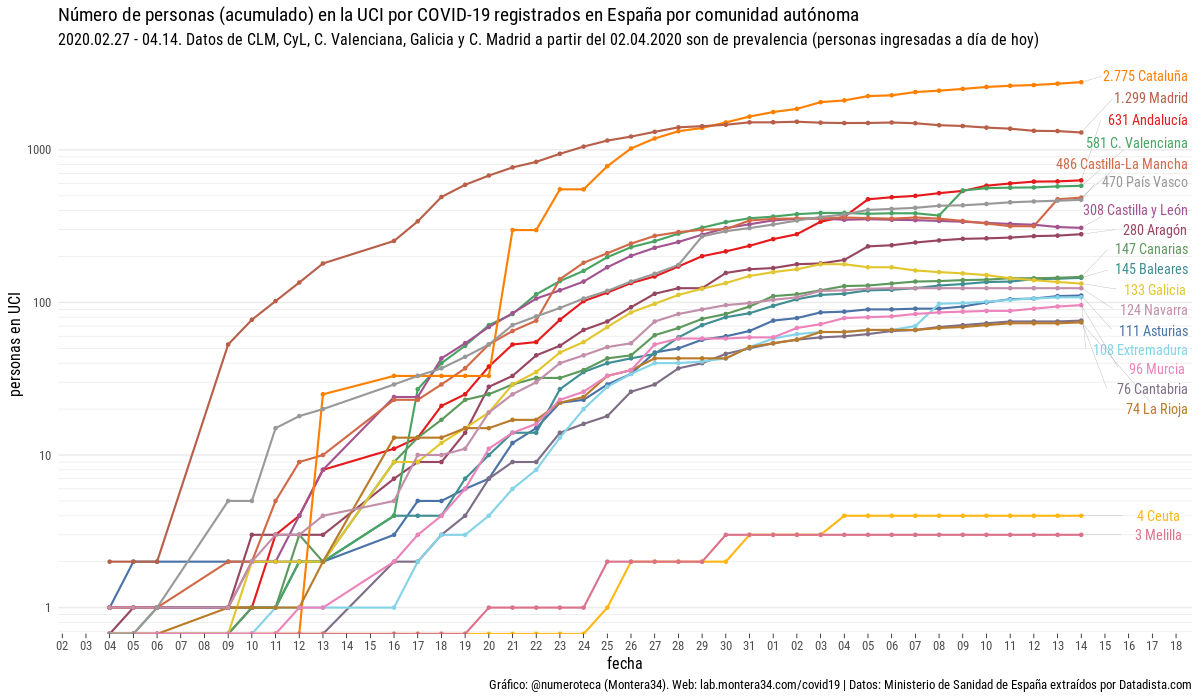 Número de personas (acumulado) en la UCI por COVID-19 registrados en España por comunidad autónoma
2020.02.27 - 04.14. Datos de CLM, CyL, C. Valenciana, Galicia y C. Madrid a partir del 02.04.2020 son de prevalencia (personas ingresadas a día de hoy)
personas en UCI
1000
100
10
1
2.775 Cataluña
1.299 Madrid
631 Andalucía
581 C. Valenciana
486 Castilla-La Mancha
470 País Vasco
308 Castilla y León
280 Aragón
147 Canarias
145 Baleares
133 Galicia
124 Navarra
111 Asturias
108 Extremadura
96 Murcia
76 Cantabria
74 La Rioja
4 Ceuta
3 Melilla
02 03 04 05 06 07 08 09 10 11 12 13 14 15 16 17 18 19 20 21 22 23 24 25 26 27 28 29 30 31 01 02 03 04 05 06 07 08 09 10 11 12 13 14 15 16 17 18
fecha
Gráfico: @numeroteca (Montera34). Web: lab.montera34.com/covid19 | Datos: Ministerio de Sanidad de España extraídos por Datadista.com